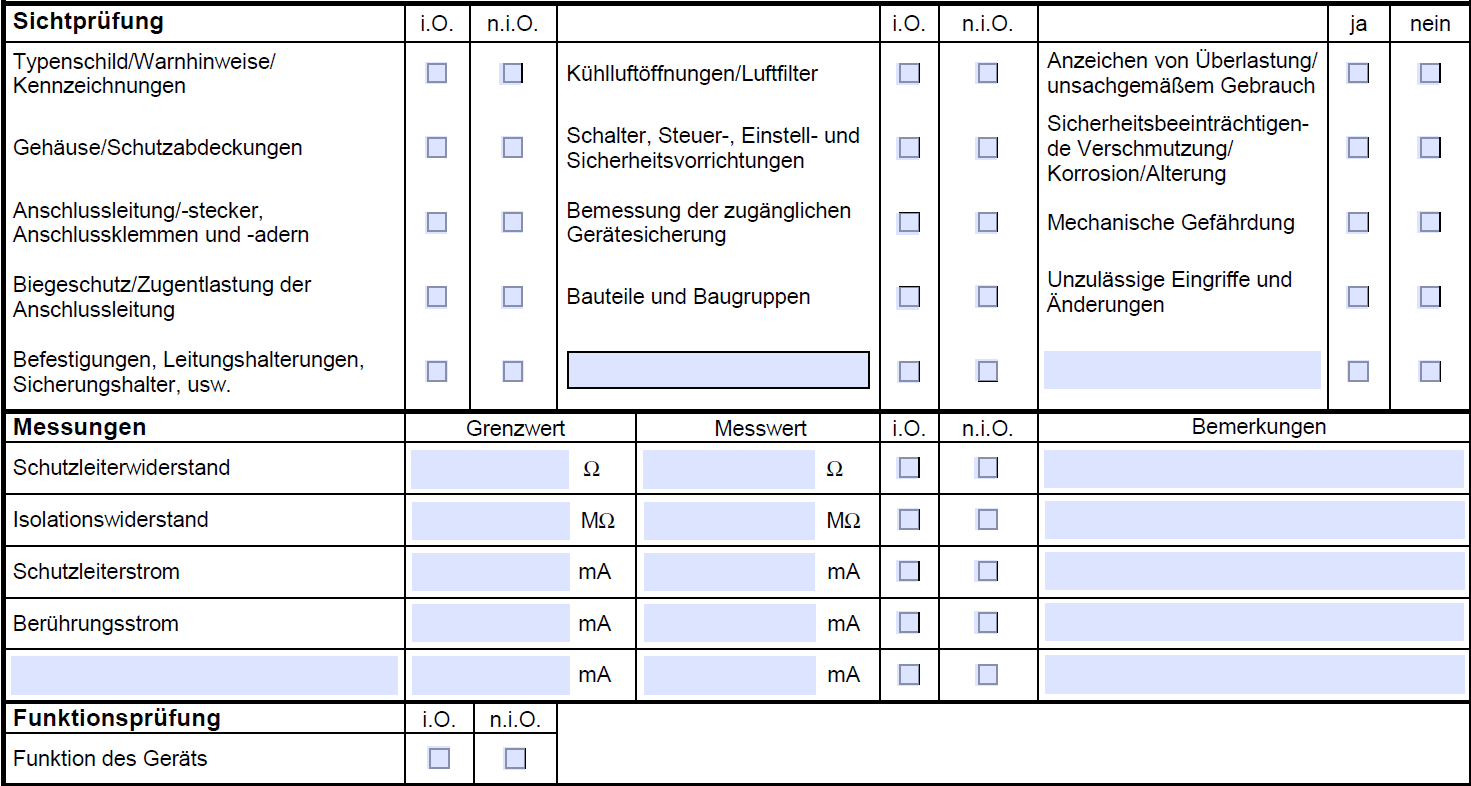 Sichtprüfung i.O. n.i.O. i.O. n.i.O. ja nein
Typenschild/Warnhinweise/
Kennzeichnungen
Kühlluftöffnungen/Luftfilter
Anzeichen von Überlastung/
unsachgemäßem Gebrauch
Gehäuse/Schutzabdeckungen
Schalter, Steuer-, Einstell- und
Sicherheitsvorrichtungen
Sicherheitsbeeinträchtigen-
de Verschmutzung/
Korrosion/Alterung
Anschlussleitung/-stecker,
Anschlussklemmen und -adern
Bemessung der zugänglichen
Gerätesicherung
Mechanische Gefährdung
Biegeschutz/Zugentlastung der
Anschlussleitung
Bauteile und Baugruppen
Unzulässige Eingriffe und
Änderungen
Befestigungen, Leitungshalterungen,
Sicherungshalter, usw.
Messungen Grenzwert Messwert i.O. n.i.O. Bemerkungen
Schutzleiterwiderstand Ω Ω
Isolationswiderstand MΩ MΩ
Schutzleiterstrom mA mA
Berührungsstrom mA mA
mA mA
Funktionsprüfung i.O. n.i.O.
Funktion des Geräts